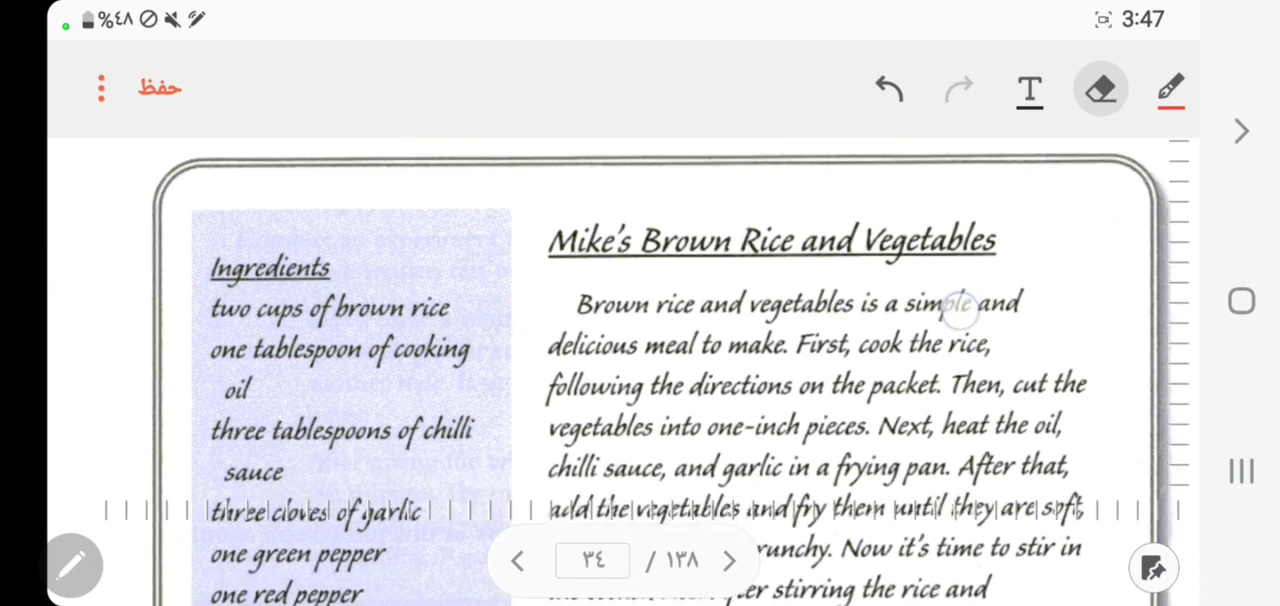 %٤٨ 3:47
حفظ
T
Mike's Brown Rice and Vegetables
Ingredients
two cups of brown rice
one tablespoon of cooking
oil
three tablespoons of chilli
sauce
three cloves of garlic
one green pepper
one red pepper
Brown rice and vegetables is a simple and
delicious meal to make. First, cook the rice,
following the directions on the packet. Then, cut the
vegetables into one-inch pieces. Next, heat the oil,
chilli sauce, and garlic in a frying pan. After that,
add the vegetables and fry them until they are soft,
runchy. Now it's time to stir in
er stirring the rice and
٣٤ / ١٣٨